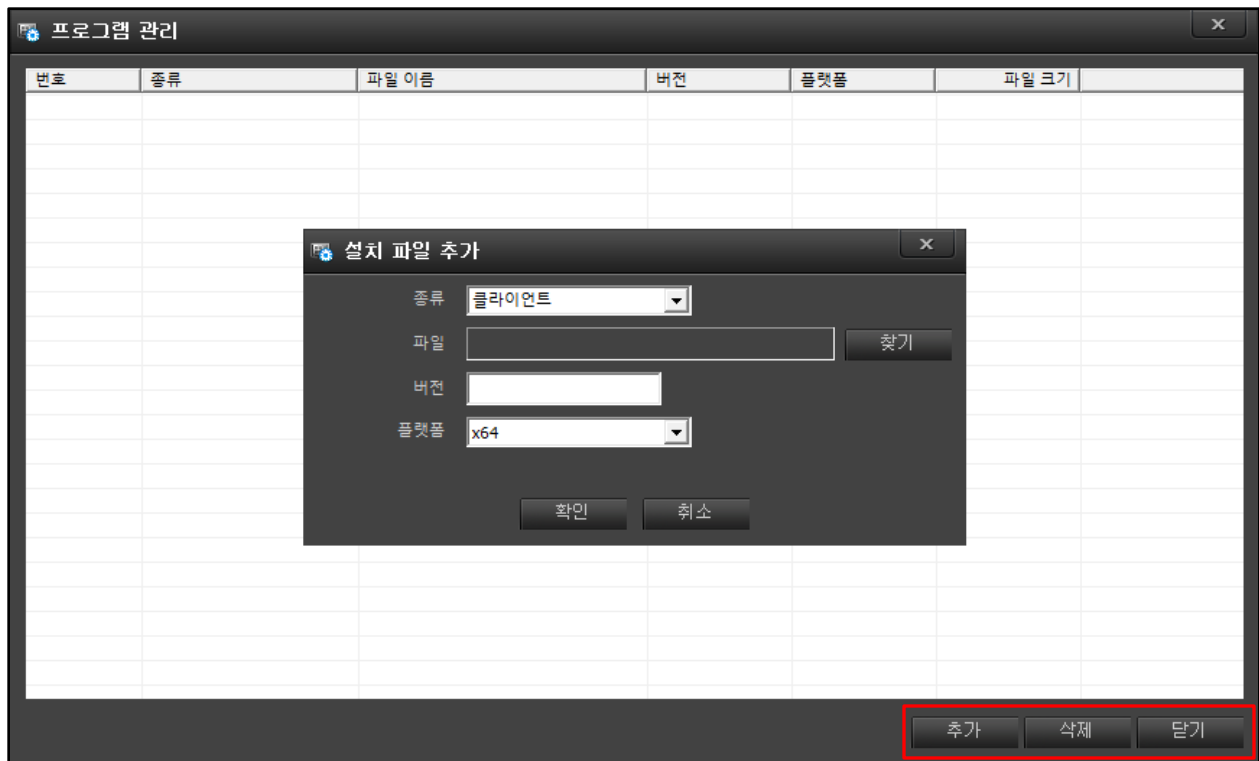 프로그램 관리
번호 종류 파일 이름 버전 플랫폼 파일 크기
설치 파일 추가
종류 클라이언트
파일 찾기
버전
플랫폼 x64
확인 취소
추가 삭제 닫기